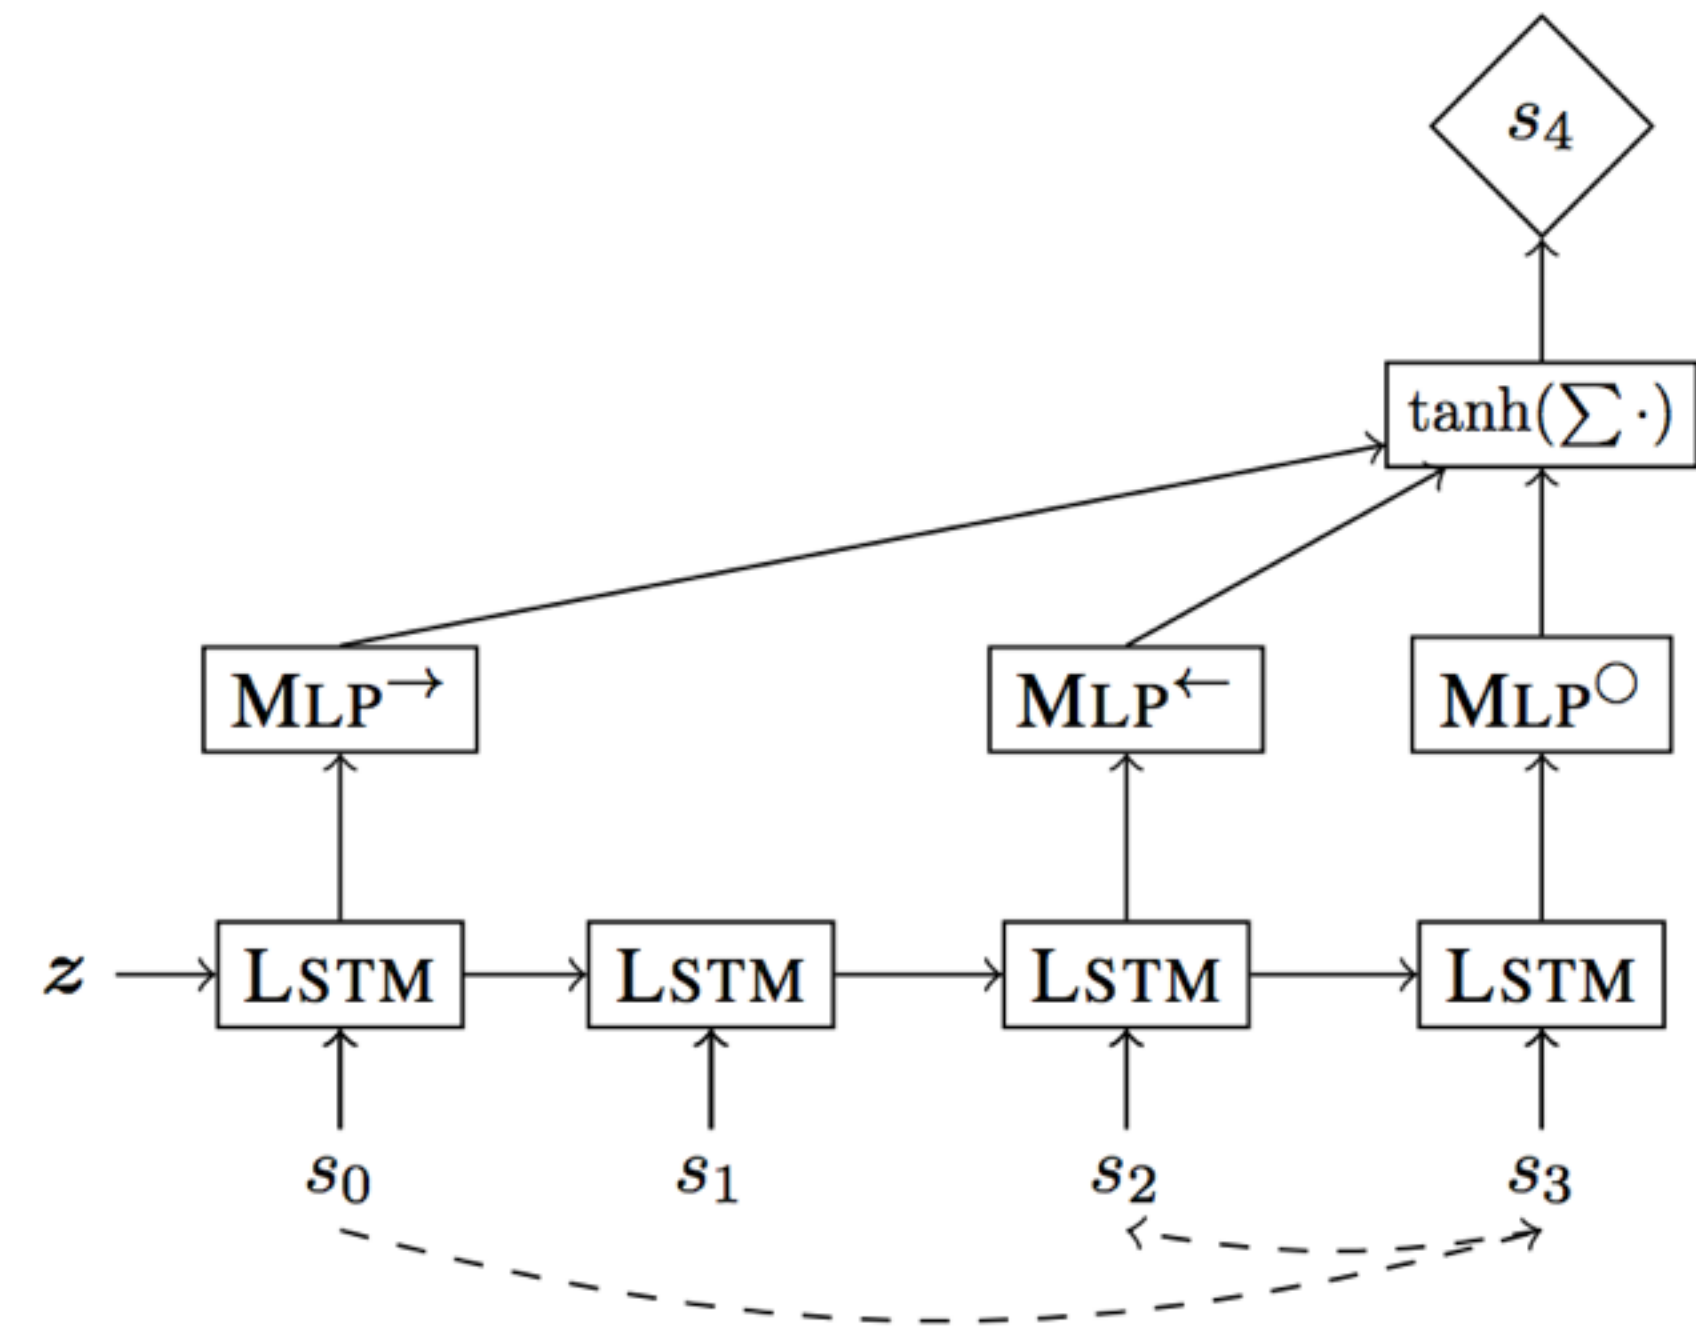 s₄
tanh(∑ ·)
MLP→ MLP← MLP○
z LSTM LSTM LSTM LSTM
s₀ s₁ s₂ s₃